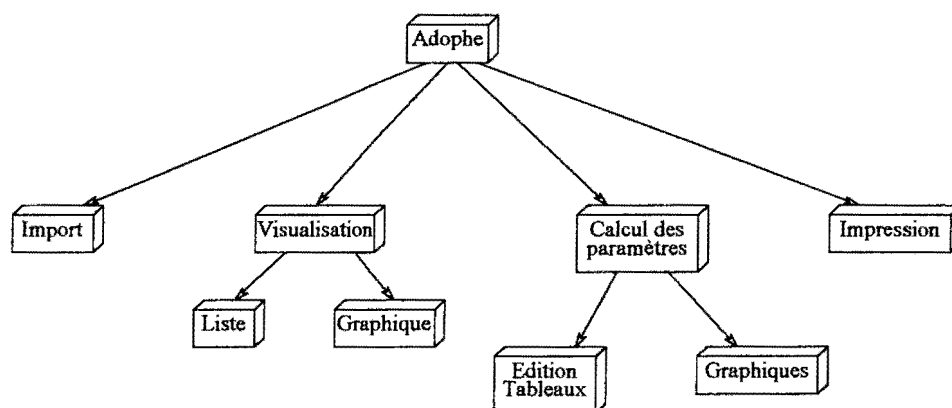 Adophe
Import
Visualisation
Calcul des
paramètres
Impression
Liste
Graphique
Edition
Tableaux
Graphiques